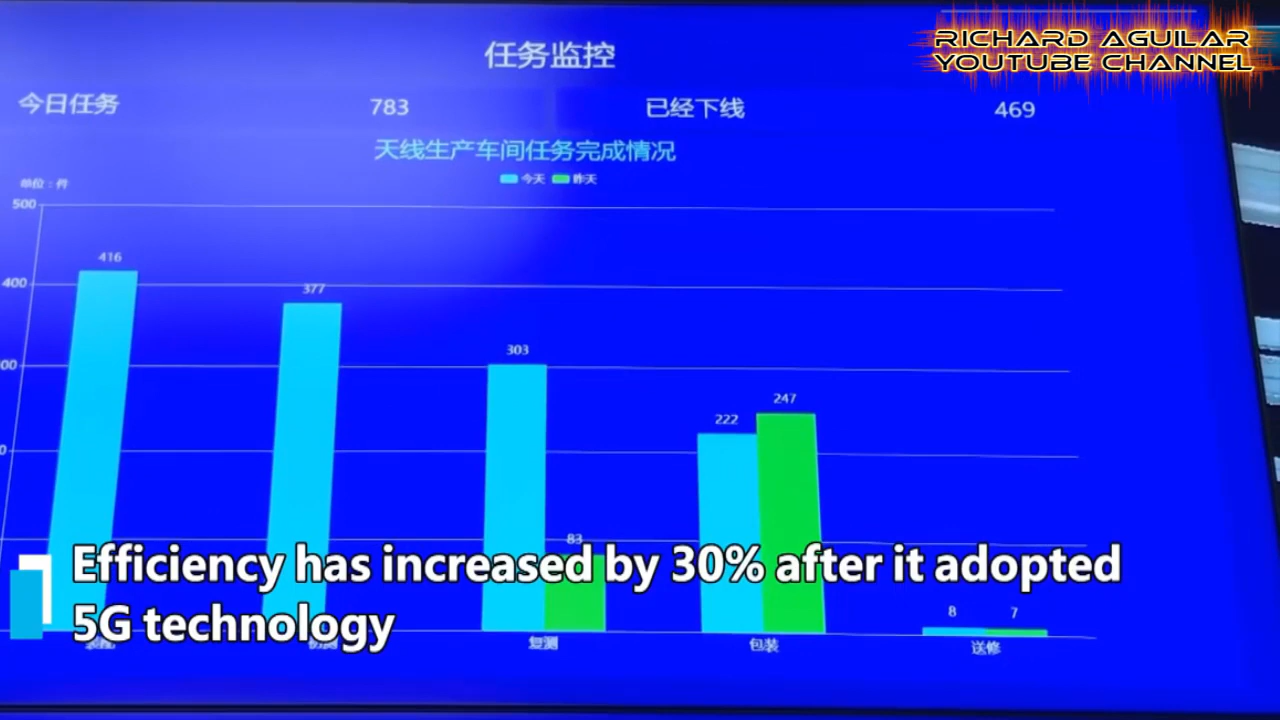 RICHARD AGUILAR
YOUTUBE CHANNEL
任务监控
今日任务 783 已经下线 469
天线生产车间任务完成情况
今天 昨天
单位：件
500
416
400
377
303
247
222
83
Efficiency has increased by 30% after it adopted
5G technology
8 7
复测 包装 送修